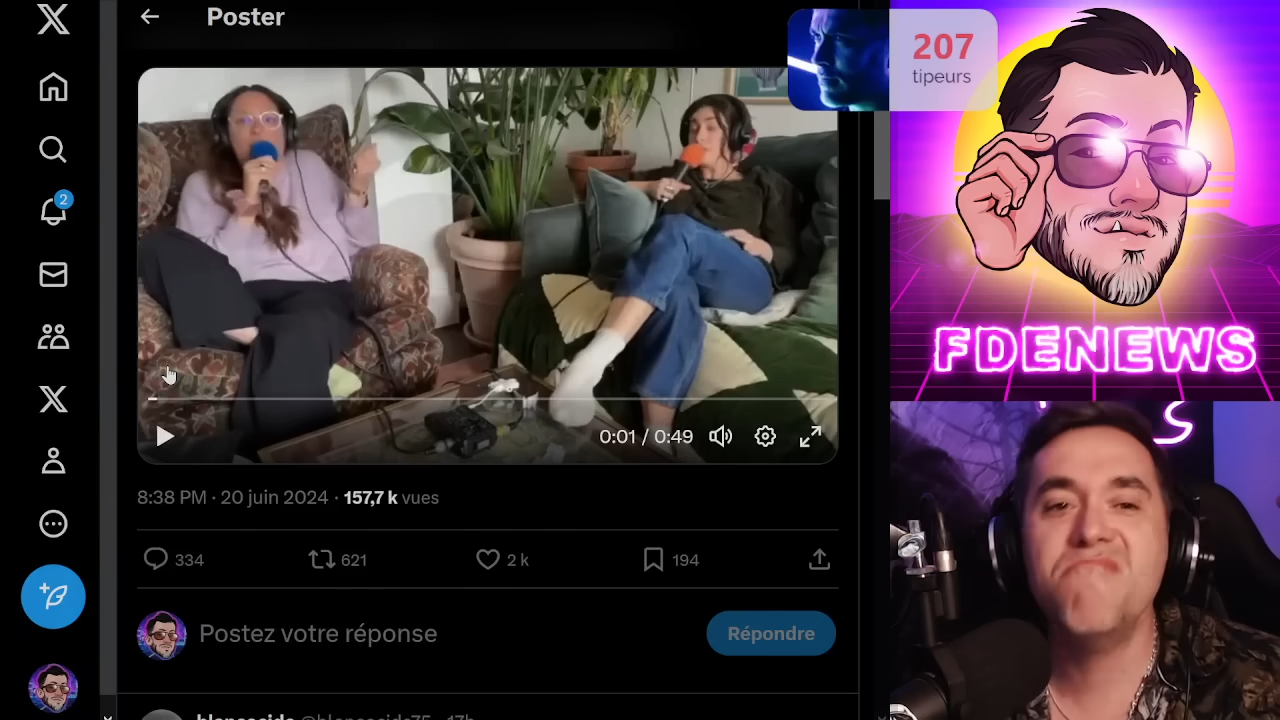 Poster
207
tipeurs
2
FDENEWS
0:01 / 0:49
8:38 PM · 20 juin 2024 · 157,7 k vues
334
621
2 k
194
Postez votre réponse
Répondre